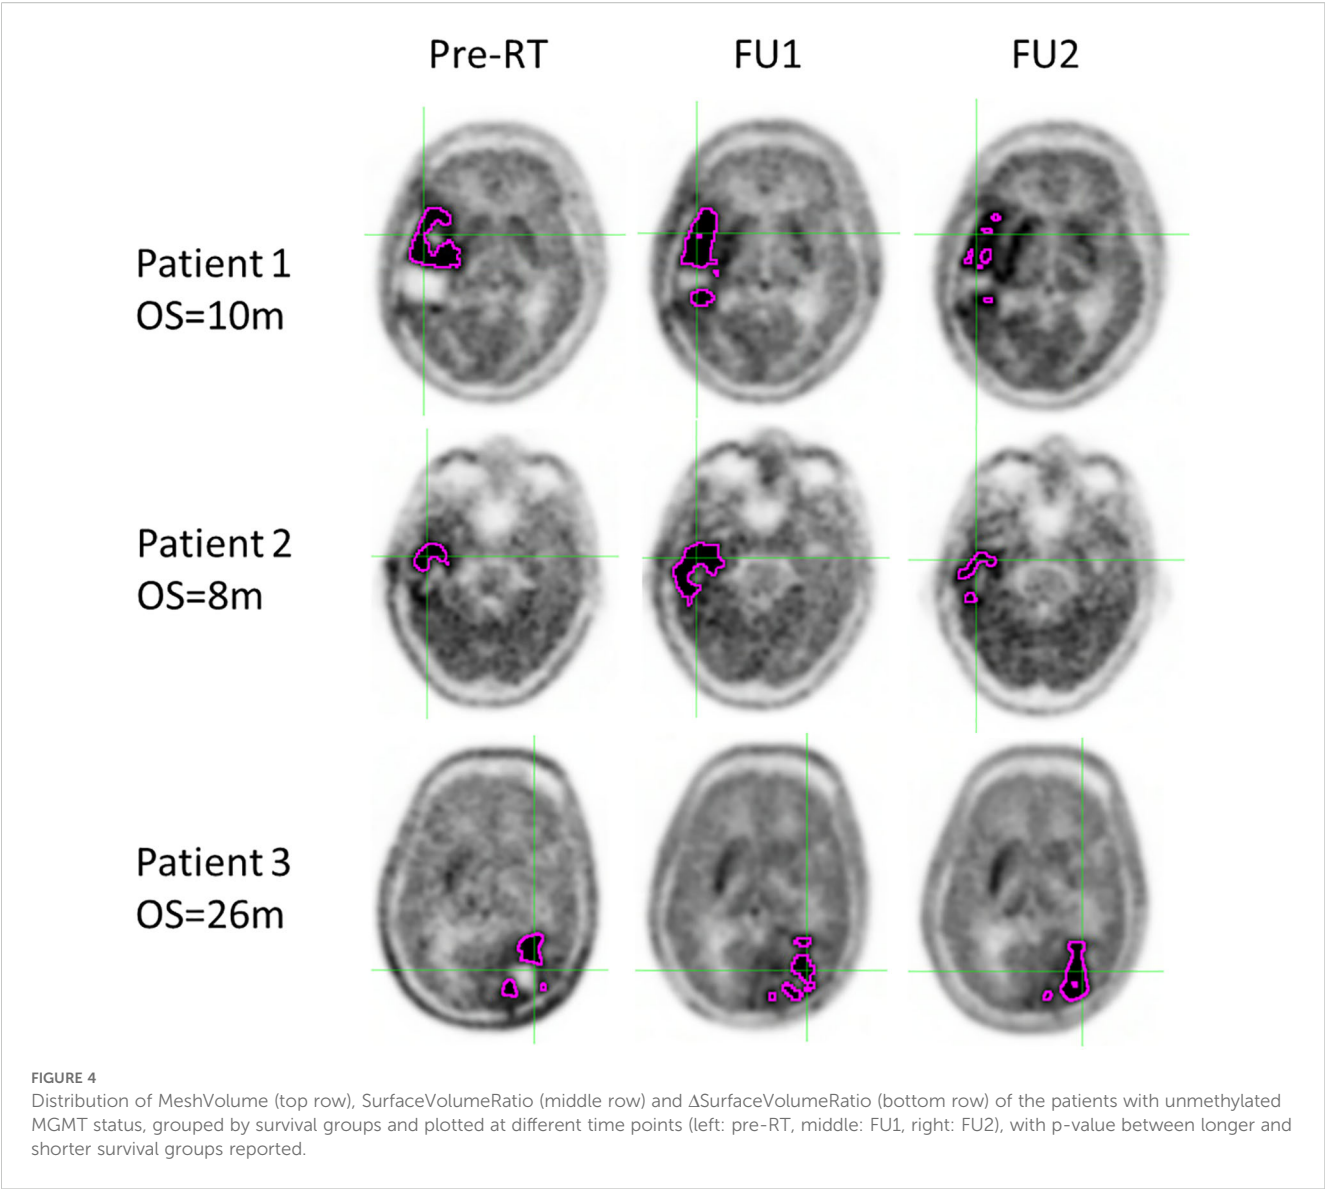 Pre-RT FU1 FU2
Patient 1
OS=10m
Patient 2
OS=8m
Patient 3
OS=26m
FIGURE 4
Distribution of MeshVolume (top row), SurfaceVolumeRatio (middle row) and ΔSurfaceVolumeRatio (bottom row) of the patients with unmethylated
MGMT status, grouped by survival groups and plotted at different time points (left: pre-RT, middle: FU1, right: FU2), with p-value between longer and
shorter survival groups reported.